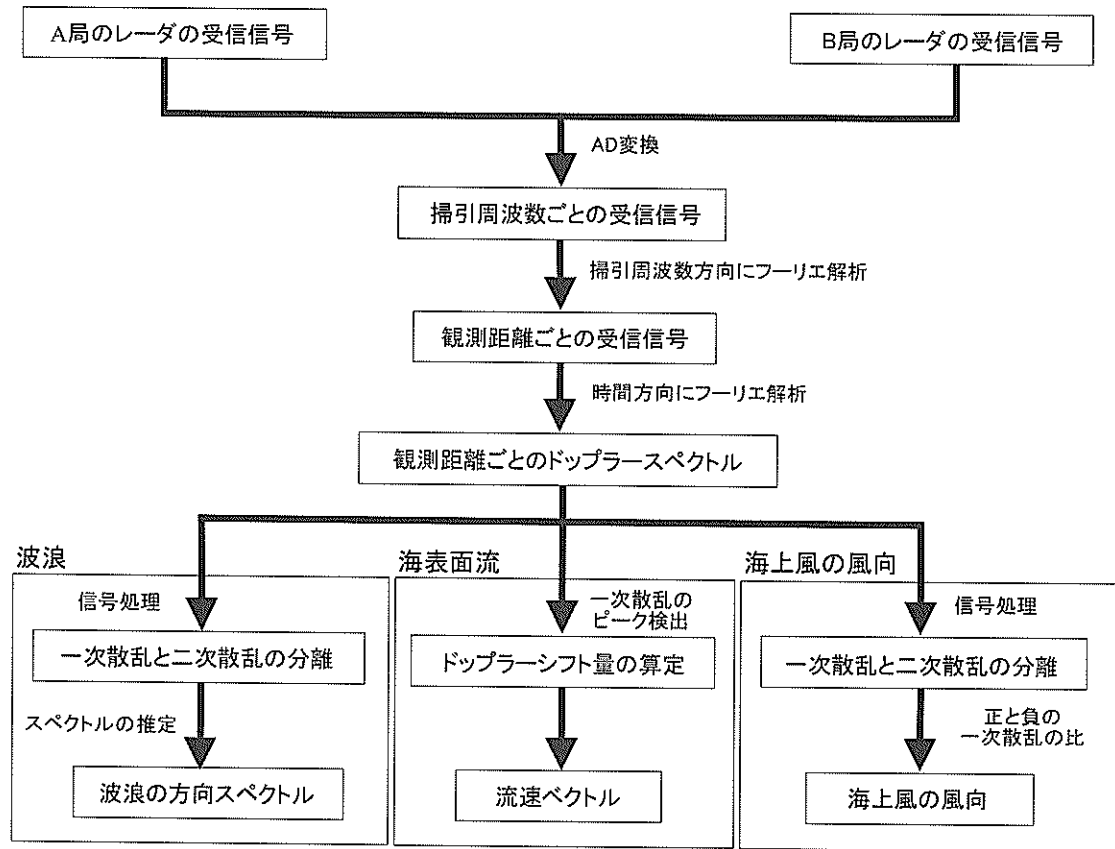 A局のレーダの受信信号
B局のレーダの受信信号
AD変換
掃引周波数ごとの受信信号
掃引周波数方向にフーリエ解析
観測距離ごとの受信信号
時間方向にフーリエ解析
観測距離ごとのドップラースペクトル
波浪
信号処理
一次散乱と二次散乱の分離
スペクトルの推定
波浪の方向スペクトル
海表面流
一次散乱の
ピーク検出
ドップラーシフト量の算定
流速ベクトル
海上風の風向
信号処理
一次散乱と二次散乱の分離
正と負の
一次散乱の比
海上風の風向